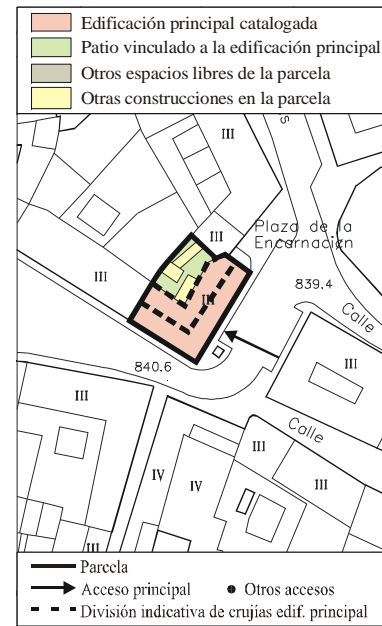 Edificación principal catalogada
Patio vinculado a la edificación principal
Otros espacios libres de la parcela
Otras construcciones en la parcela
III
S
III
Plaza de la
Encarnación
III
III
839,4
Calle
840.6
III
III
Calle
III
IV
IV
III
III
Parcela
Acceso principal
Otros accesos
División indicativa de crujías edif. principal